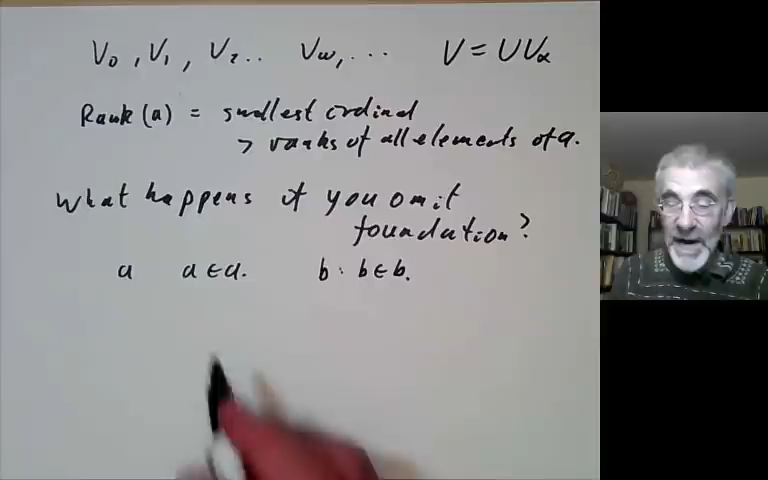 V₀, V₁, V₂.. Vω, ... V = ∪Vα
Rank(a) = smallest ordinal
> ranks of all elements of a.
What happens if you omit
foundation?
a a∈a. b: b∈b.